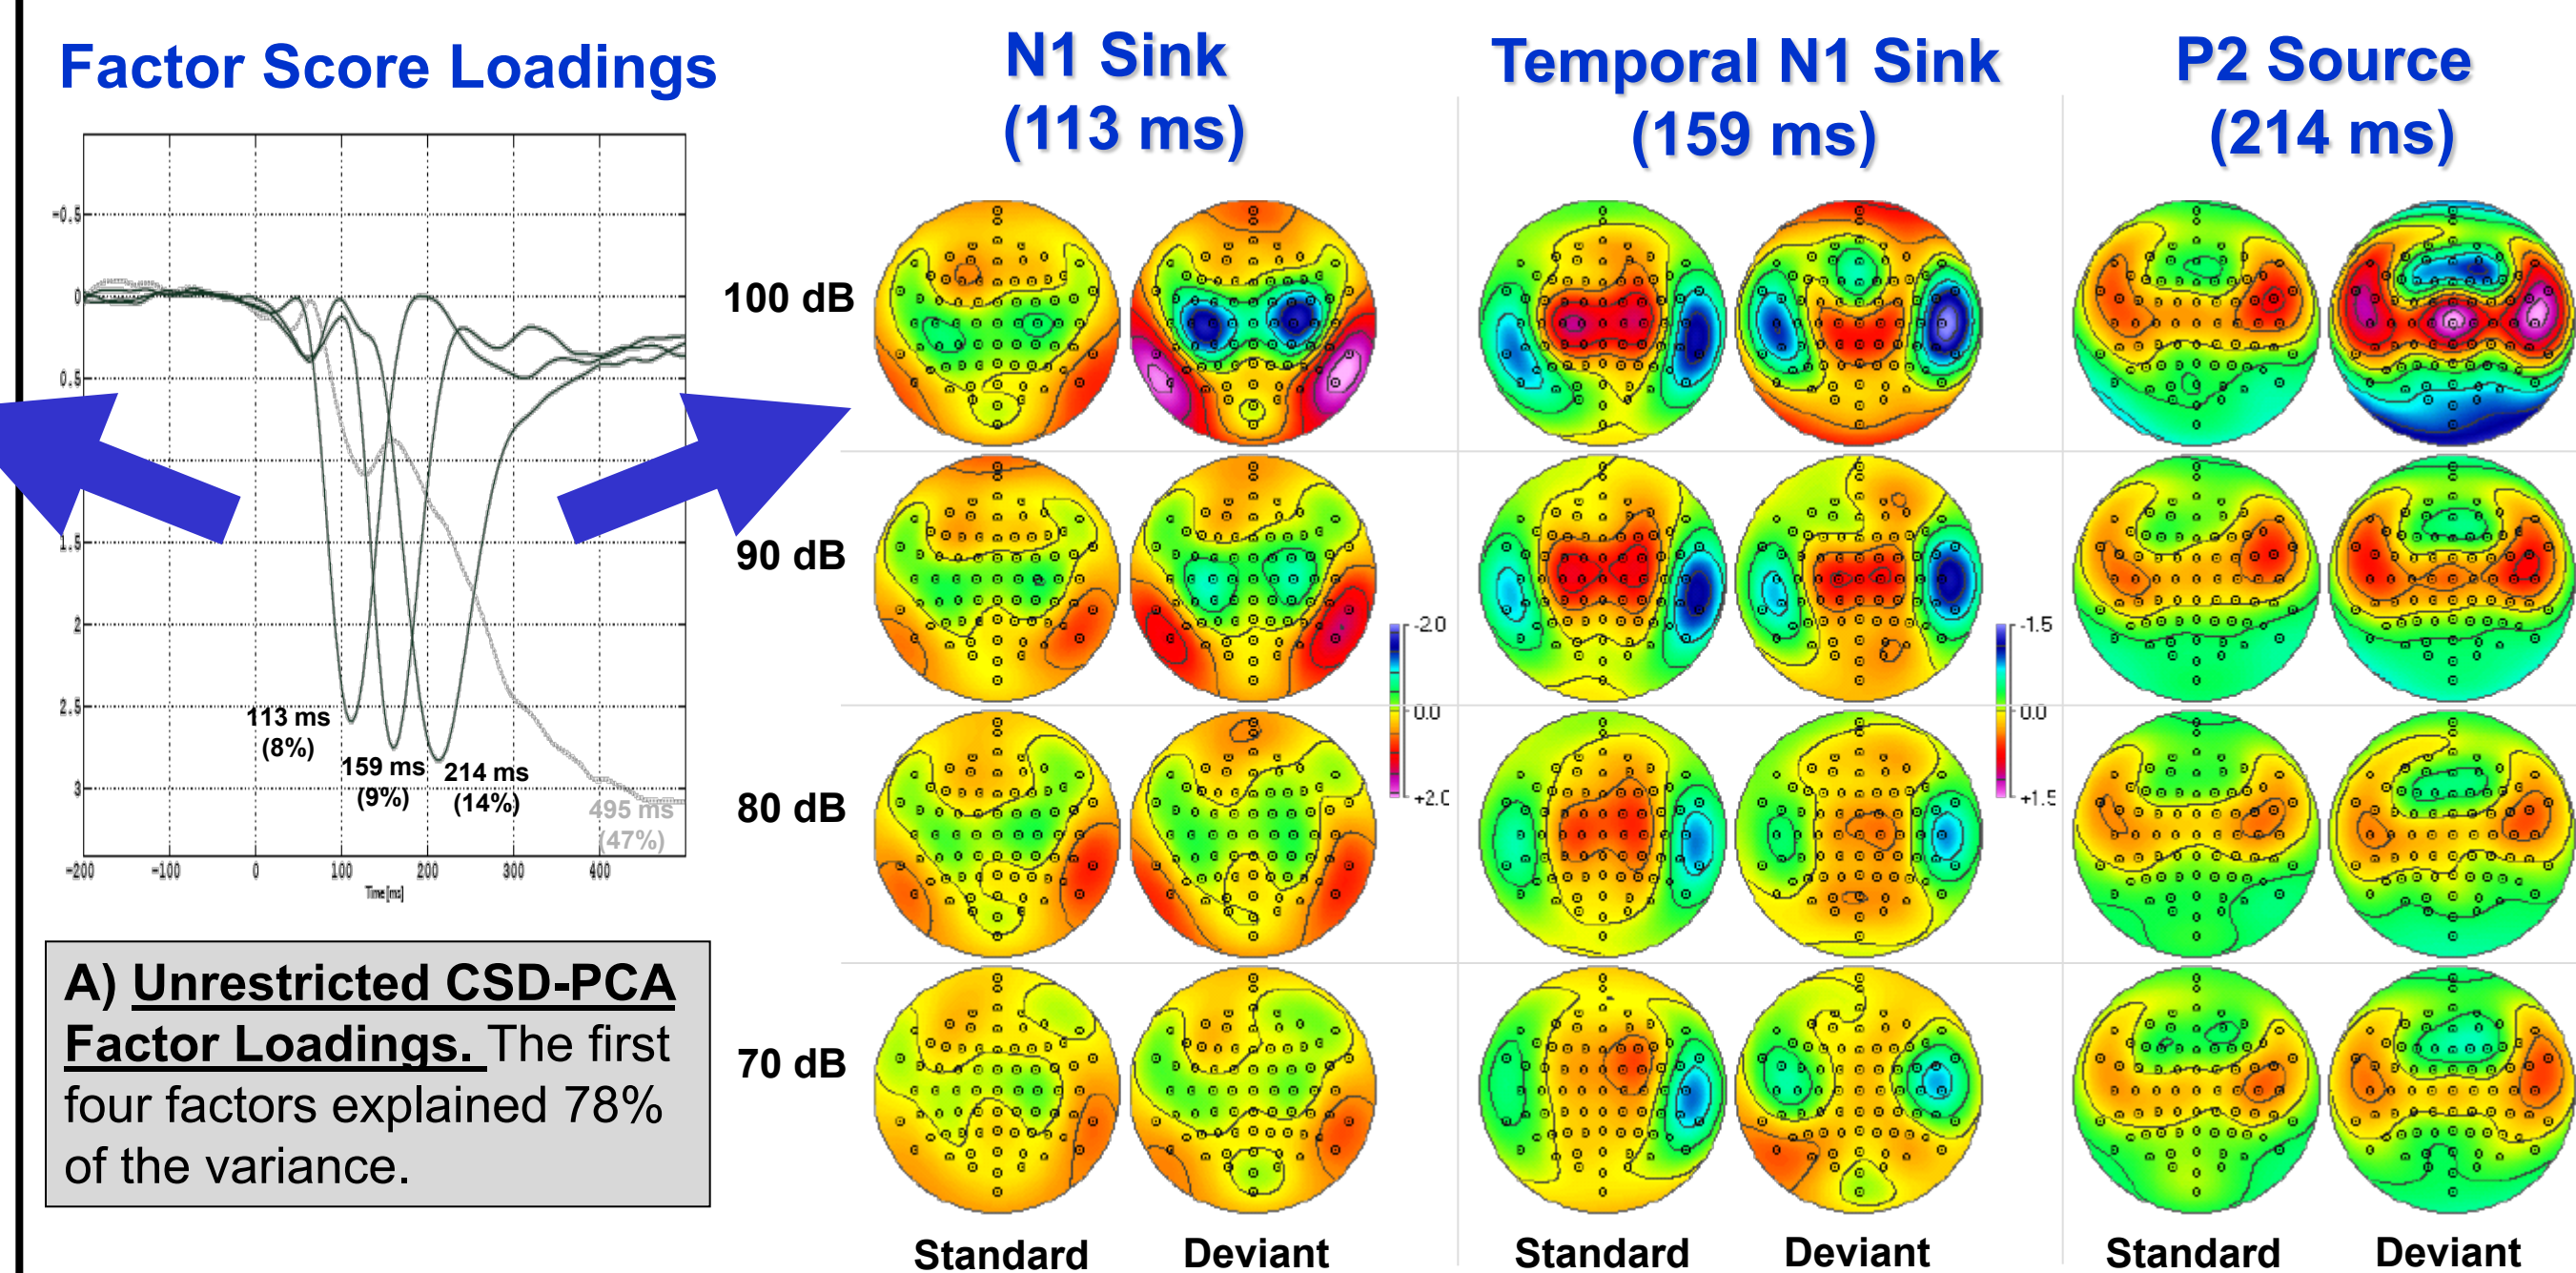 Factor Score Loadings
N1 Sink
(113 ms)
Temporal N1 Sink
(159 ms)
P2 Source
(214 ms)
-0.5
0
0.5
1.5
2
2.5
3
113 ms
(8%)
159 ms
(9%)
214 ms
(14%)
495 ms
(47%)
-200
-100
0
100
200
300
400
Time [ms]
100 dB
90 dB
80 dB
70 dB
-2.0
0.0
+2.0
-1.5
0.0
+1.5
A) Unrestricted CSD-PCA
Factor Loadings. The first
four factors explained 78%
of the variance.
Standard
Deviant
Standard
Deviant
Standard
Deviant